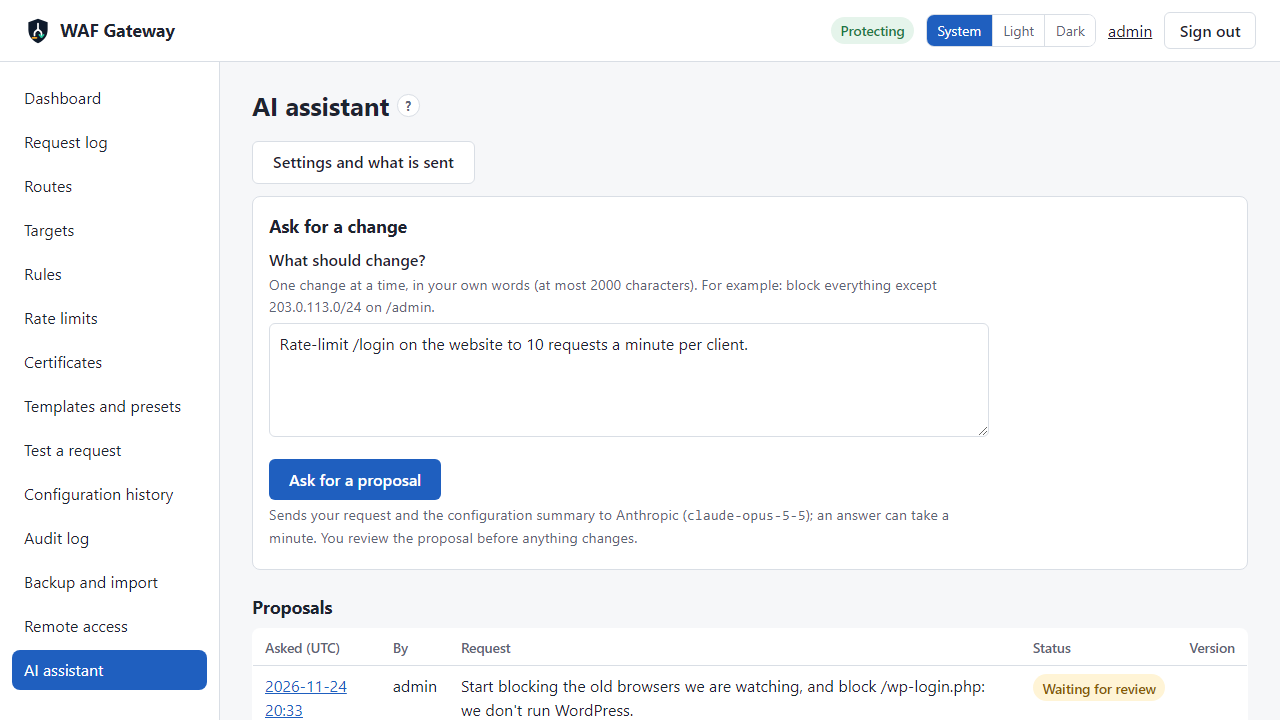 WAF Gateway
Protecting
System
Light
Dark
admin
Sign out
Dashboard
Request log
Routes
Targets
Rules
Rate limits
Certificates
Templates and presets
Test a request
Configuration history
Audit log
Backup and import
Remote access
AI assistant
AI assistant ?
Settings and what is sent
Ask for a change
What should change?
One change at a time, in your own words (at most 2000 characters). For example: block everything except
203.0.113.0/24 on /admin.
Rate-limit /login on the website to 10 requests a minute per client.
Ask for a proposal
Sends your request and the configuration summary to Anthropic (claude-opus-5-5); an answer can take a
minute. You review the proposal before anything changes.
Proposals
Asked (UTC) By Request Status Version
2026-11-24 admin Start blocking the old browsers we are watching, and block /wp-login.php: Waiting for review
20:33 we don't run WordPress.